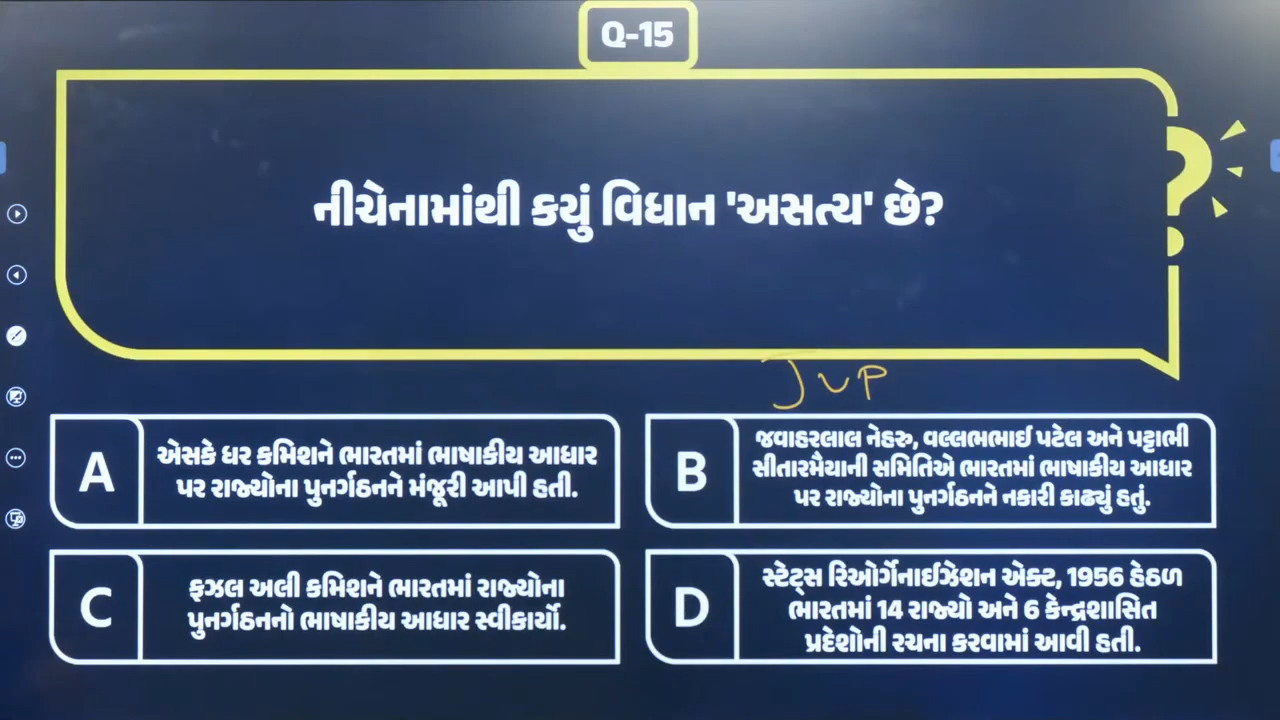 Q-15
નીચેનામાંથી કયું વિધાન 'અસત્ય' છે?
JVP
A
એસકે ધર કમિશને ભારતમાં ભાષાકીય આધાર
પર રાજ્યોના પુનર્ગઠનને મંજૂરી આપી હતી.
B
જવાહરલાલ નેહરુ, વલ્લભભાઈ પટેલ અને પટ્ટાભી
સીતારમૈયાની સમિતિએ ભારતમાં ભાષાકીય આધાર
પર રાજ્યોના પુનર્ગઠનને નકારી કાઢ્યું હતું.
C
ફઝલ અલી કમિશને ભારતમાં રાજ્યોના
પુનર્ગઠનનો ભાષાકીય આધાર સ્વીકાર્યો.
D
સ્ટેટ્સ રિઓર્ગેનાઈઝેશન એક્ટ, 1956 હેઠળ
ભારતમાં 14 રાજ્યો અને 6 કેન્દ્રશાસિત
પ્રદેશોની રચના કરવામાં આવી હતી.